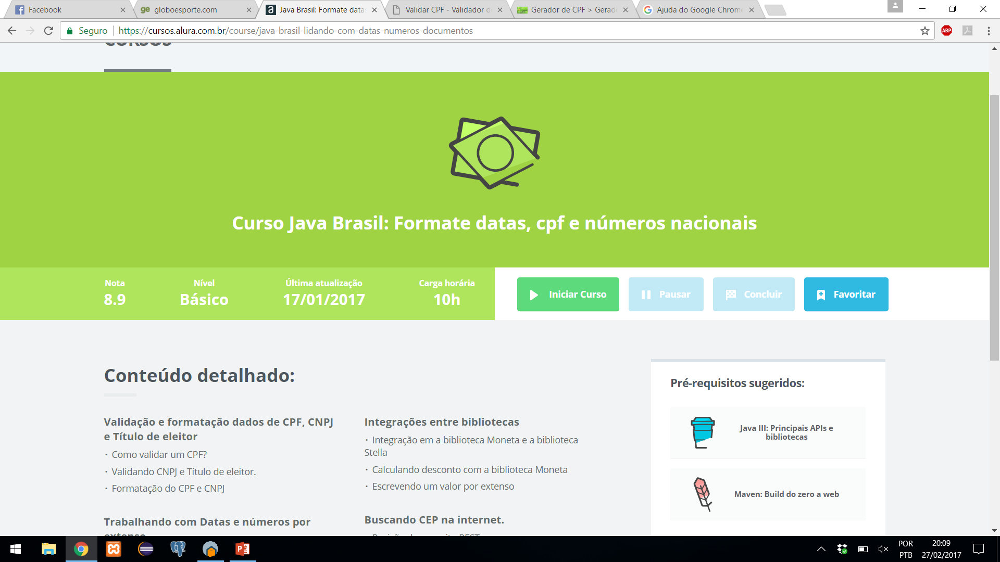 Facebook
globoesporte.com
Java Brasil: Formate data
Validar CPF - Validador d
Gerador de CPF > Gerad
Ajuda do Google Chrom
Seguro
https://cursos.alura.com.br/course/java-brasil-lidando-com-datas-numeros-documentos
ABP
CURSOS
Curso Java Brasil: Formate datas, cpf e números nacionais
Nota
8.9
Nível
Básico
Última atualização
17/01/2017
Carga horária
10h
Iniciar Curso
Pausar
Concluir
Favoritar
Conteúdo detalhado:
Validação e formatação dados de CPF, CNPJ
e Título de eleitor
· Como validar um CPF?
· Validando CNPJ e Título de eleitor.
· Formatação do CPF e CNPJ
Trabalhando com Datas e números por
extenso
Integrações entre bibliotecas
· Integração em a biblioteca Moneta e a biblioteca
Stella
· Calculando desconto com a biblioteca Moneta
· Escrevendo um valor por extenso
Buscando CEP na internet.
Pré-requisitos sugeridos:
Java III: Principais APIs e
bibliotecas
Maven: Build do zero a web
POR
PTB
20:09
27/02/2017